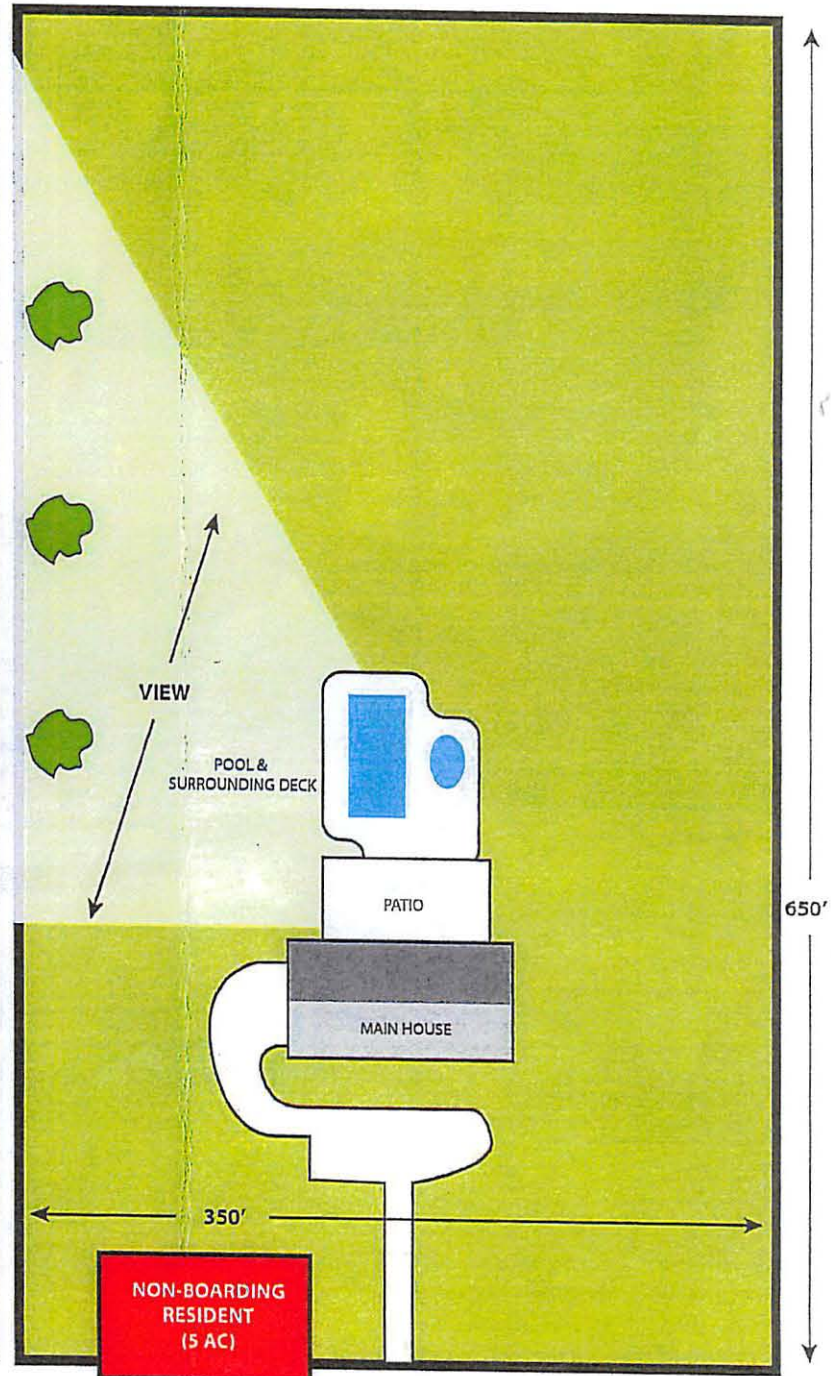 VIEW
POOL &
SURROUNDING DECK
PATIO
650'
MAIN HOUSE
350'
NON-BOARDING
RESIDENT
(5 AC)